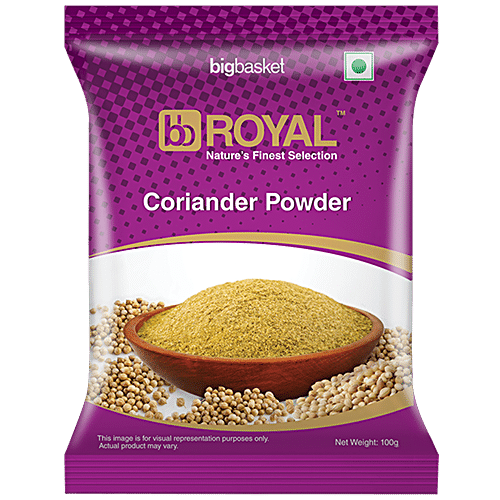 bigbasket
bb ROYAL™
Nature's Finest Selection
Coriander Powder
This image is for visual representation purposes only.
Actual product may vary.
Net Weight: 100g